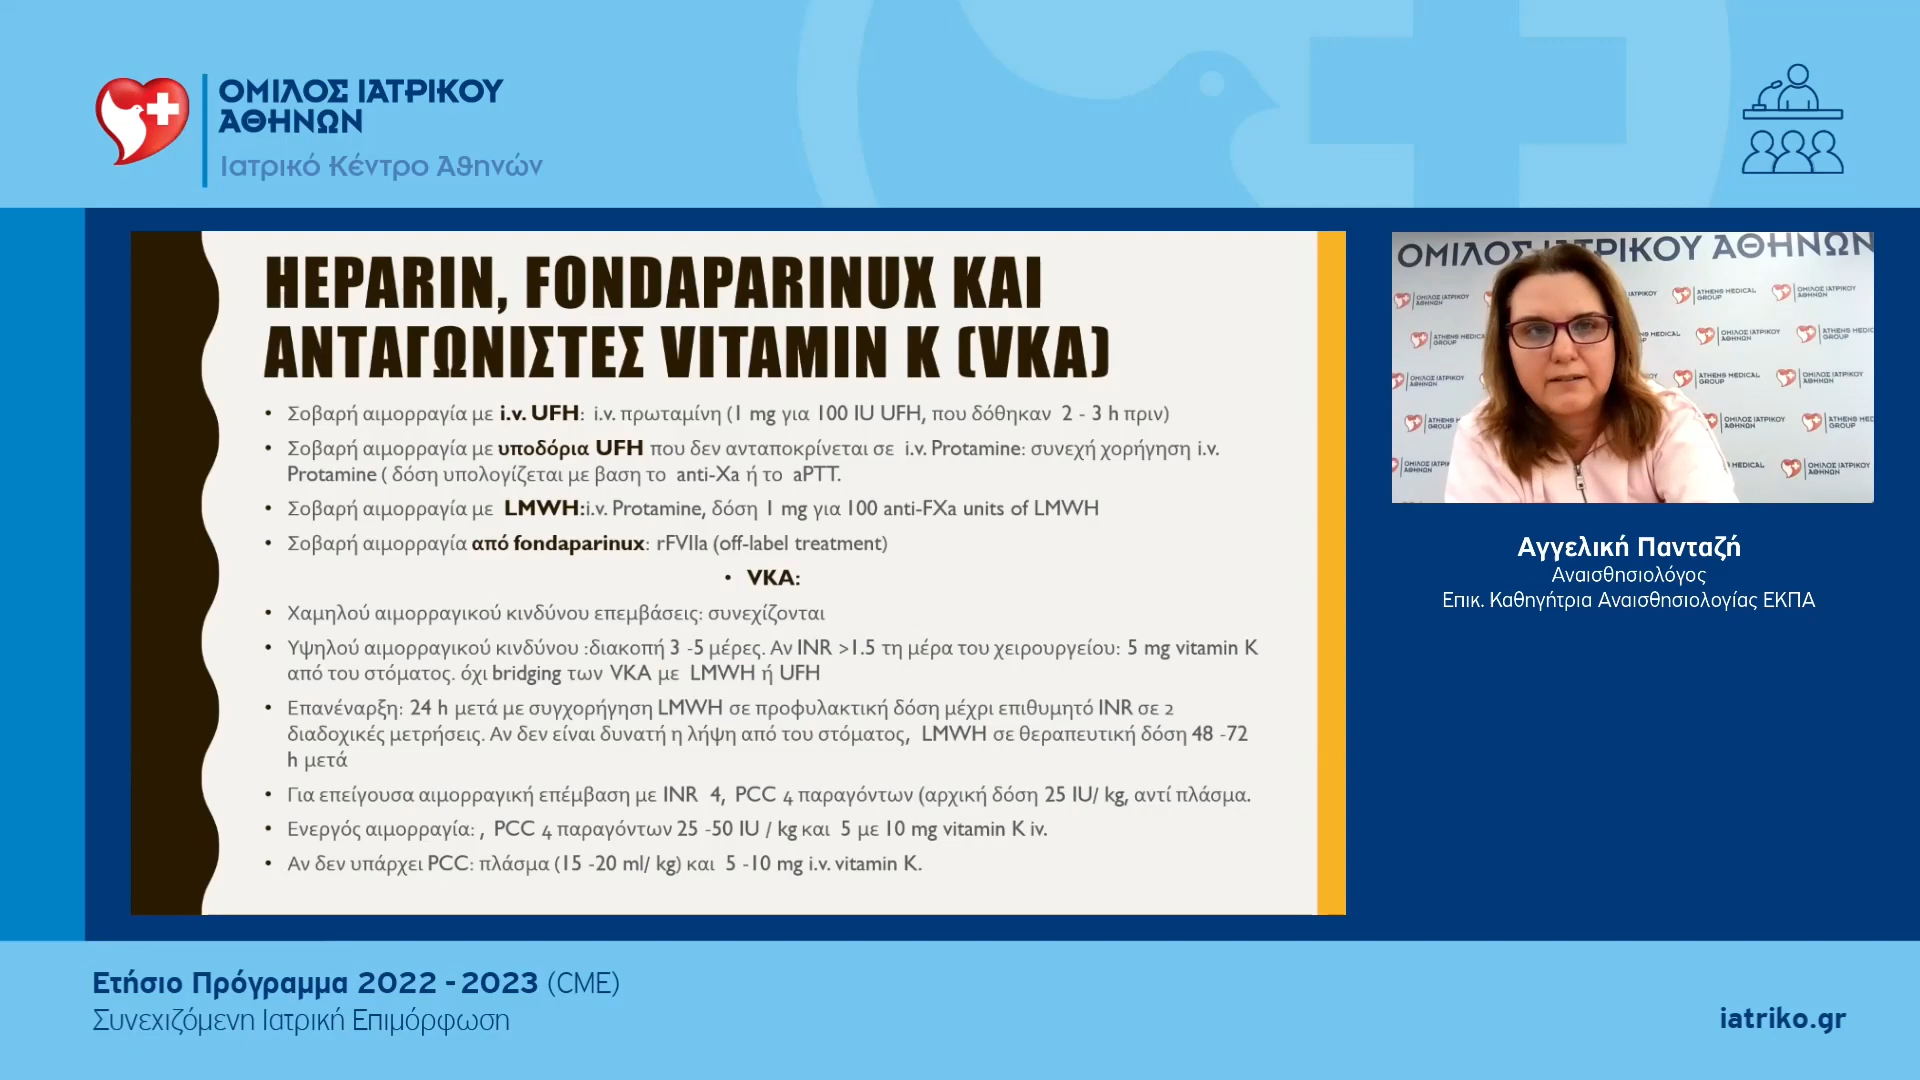 ΟΜΙΛΟΣ ΙΑΤΡΙΚΟΥ
ΑΘΗΝΩΝ
Ιατρικό Κέντρο Αθηνών
HEPARIN, FONDAPARINUX ΚΑΙ
ΑΝΤΑΓΩΝΙΣΤΕΣ VITAMIN K (VKA)
• Σοβαρή αιμορραγία με i.v. UFH: i.v. πρωταμίνη (1 mg για 100 IU UFH, που δόθηκαν 2 - 3 h πριν)
• Σοβαρή αιμορραγία με υποδόρια UFH που δεν ανταποκρίνεται σε i.v. Protamine: συνεχή χορήγηση i.v.
Protamine ( δόση υπολογίζεται με βαση το anti-Xa ή το aPTT.
• Σοβαρή αιμορραγία με LMWH:i.v. Protamine, δόση 1 mg για 100 anti-FXa units of LMWH
• Σοβαρή αιμορραγία από fondaparinux: rFVIIa (off-label treatment)
• VKA:
• Χαμηλού αιμορραγικού κινδύνου επεμβάσεις: συνεχίζονται
• Υψηλού αιμορραγικού κινδύνου :διακοπή 3 -5 μέρες. Αν INR >1.5 τη μέρα του χειρουργείου: 5 mg vitamin K
από του στόματος. όχι bridging των VKA με LMWH ή UFH
• Επανέναρξη: 24 h μετά με συγχορήγηση LMWH σε προφυλακτική δόση μέχρι επιθυμητό INR σε 2
διαδοχικές μετρήσεις. Αν δεν είναι δυνατή η λήψη από του στόματος, LMWH σε θεραπευτική δόση 48 -72
h μετά
• Για επείγουσα αιμορραγική επέμβαση με INR 4, PCC 4 παραγόντων (αρχική δόση 25 IU/ kg, αντί πλάσμα.
• Ενεργός αιμορραγία: , PCC 4 παραγόντων 25 -50 IU / kg και 5 με 10 mg vitamin K iv.
• Αν δεν υπάρχει PCC: πλάσμα (15 -20 ml/ kg) και 5 -10 mg i.v. vitamin K.
ΟΜΙΛΟΣ ΙΑΤΡΙΚΟΥ ΑΘΗΝΩΝ
Αγγελική Πανταζή
Αναισθησιολόγος
Επικ. Καθηγήτρια Αναισθησιολογίας ΕΚΠΑ
Ετήσιο Πρόγραμμα 2022 - 2023 (CME)
Συνεχιζόμενη Ιατρική Επιμόρφωση
iatriko.gr